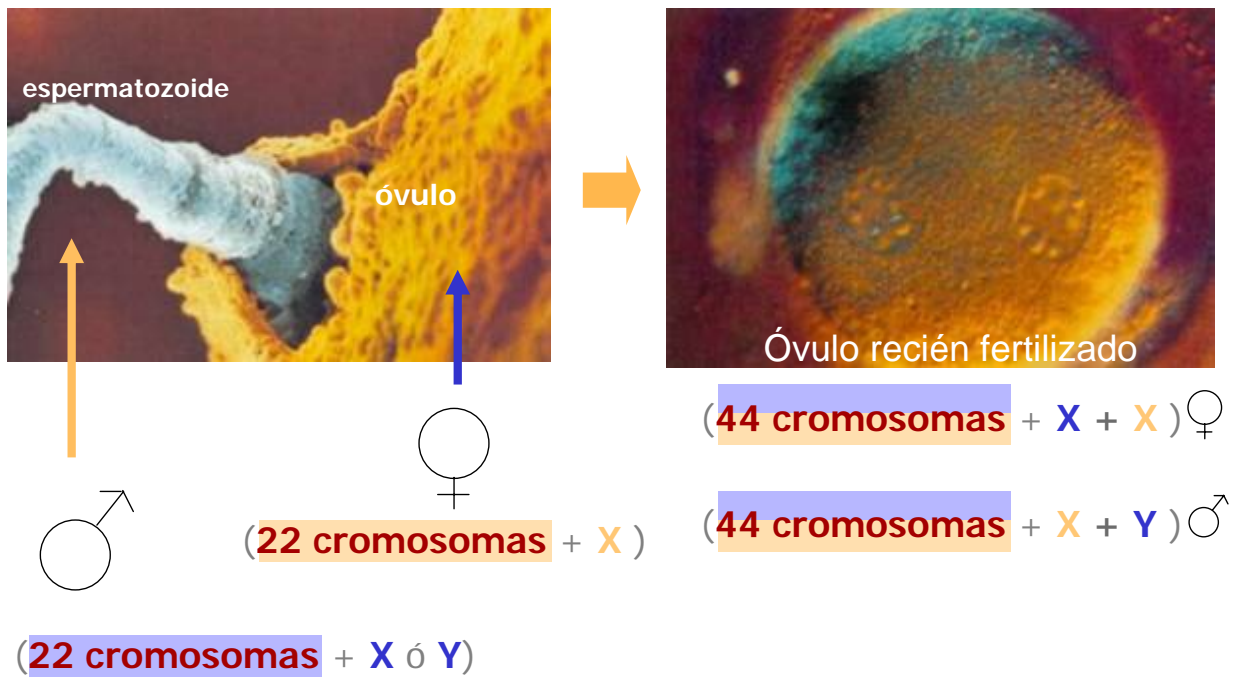 espermatozoide
óvulo
Óvulo recién fertilizado
(44 cromosomas + X + X )
(22 cromosomas + X )
(44 cromosomas + X + Y )
(22 cromosomas + X ó Y)